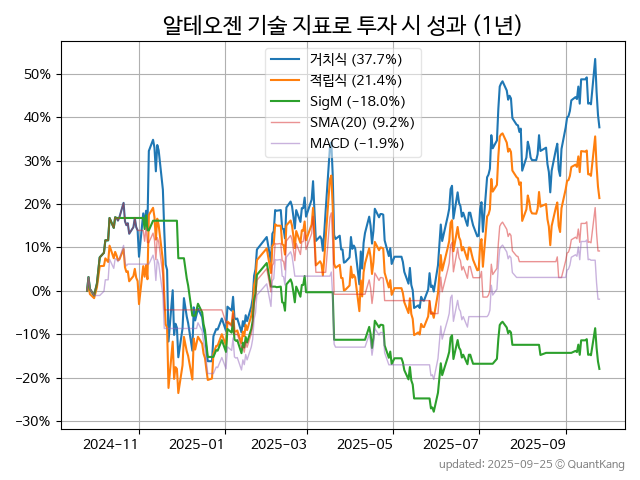 알테오젠 기술 지표로 투자 시 성과 (1년)
거치식 (37.7%)
적립식 (21.4%)
SigM (−18.0%)
SMA(20) (9.2%)
MACD (−1.9%)
50%
40%
30%
20%
10%
0%
−10%
−20%
−30%
2024−11
2025−01
2025−03
2025−05
2025−07
2025−09
updated: 2025−09−25 © QuantKang